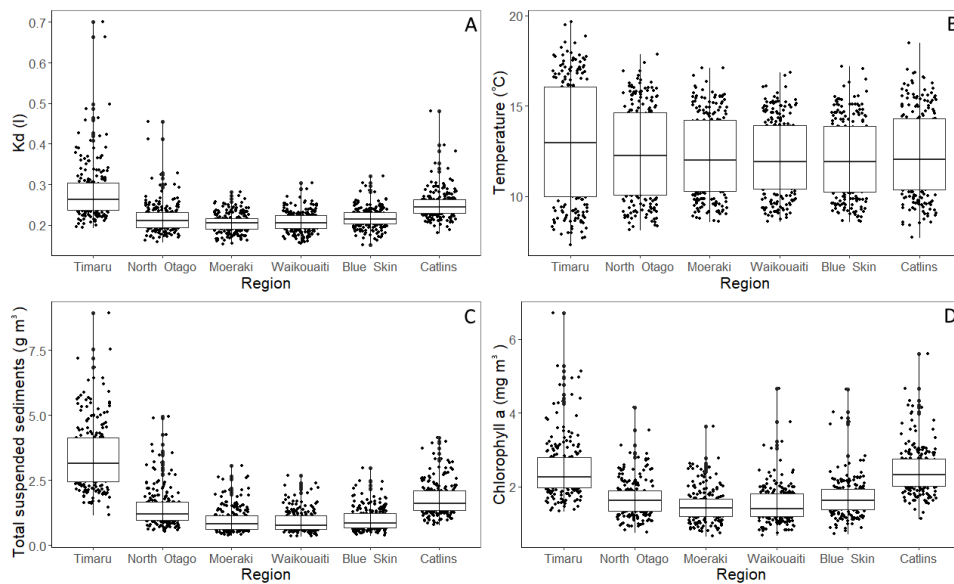 A
Kd (l)
0.7
0.6
0.5
0.4
0.3
0.2
Timaru North Otago Moeraki Waikouaiti Blue Skin Catlins
Region
B
Temperature (°C)
20
15
10
Timaru North Otago Moeraki Waikouaiti Blue Skin Catlins
Region
C
Total suspended sediments (g m³)
7.5
5.0
2.5
0.0
Timaru North Otago Moeraki Waikouaiti Blue Skin Catlins
Region
D
Chlorophyll a (mg m³)
6
4
2
Timaru North Otago Moeraki Waikouaiti Blue Skin Catlins
Region